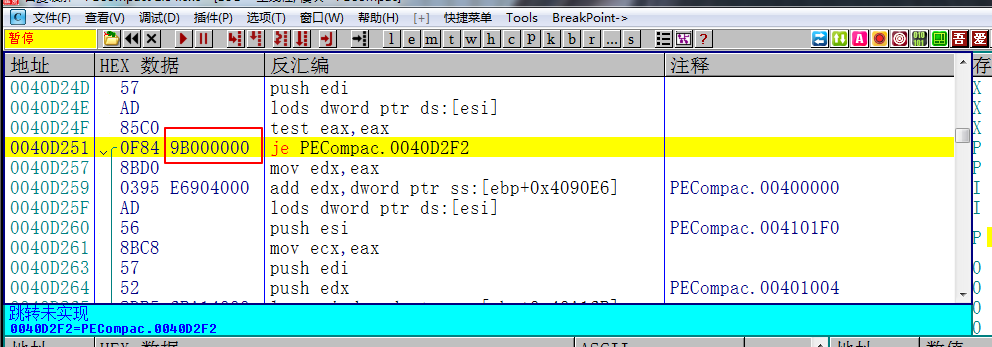 文件(F) 查看(V) 调试(D) 插件(P) 选项(T) 窗口(W) 帮助(H) [+] 快捷菜单 Tools BreakPoint->
暂停 l e m t w h c P k b r ... s ? A 吾 爱
地址 HEX 数据 反汇编 注释 存
0040D24D 57 push edi X
0040D24E AD lods dword ptr ds:[esi] X
0040D24F 85C0 test eax,eax X
0040D251 0F84 9B000000 je PECompac.0040D2F2 P
0040D257 8BD0 mov edx,eax P
0040D259 0395 E6904000 add edx,dword ptr ss:[ebp+0x4090E6] PECompac.00400000 I
0040D25F AD lods dword ptr ds:[esi] I
0040D260 56 push esi PECompac.004101F0
0040D261 8BC8 mov ecx,eax P
0040D263 57 push edi 0
0040D264 52 push edx PECompac.00401004 0
跳转未实现
0040D2F2=PECompac.0040D2F2
地址 HEX 数据 ASCII 地址 数值